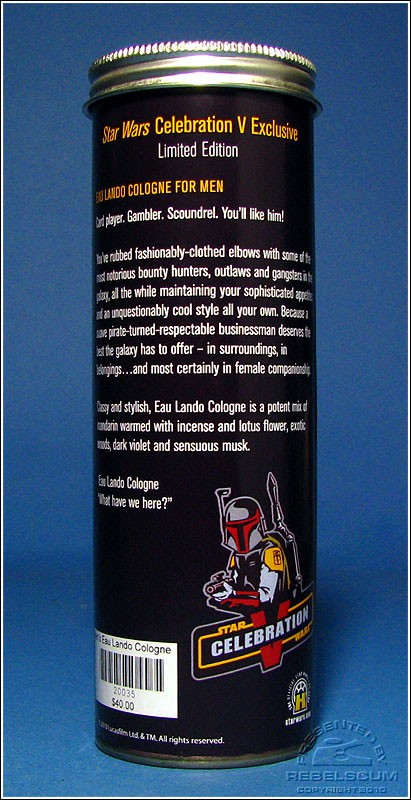 Star Wars Celebration V Exclusive
Limited Edition
EAU LANDO COLOGNE FOR MEN
Card player. Gambler. Scoundrel. You'll like him!
You've rubbed fashionably-clothed elbows with some of the
most notorious bounty hunters, outlaws and gangsters in the
galaxy, all the while maintaining your sophisticated appetites
and an unquestionably cool style all your own. Because a
suave pirate-turned-respectable businessman deserves the
best the galaxy has to offer – in surroundings, in
belongings...and most certainly in female companionship.
Classy and stylish, Eau Lando Cologne is a potent mix of
mandarin warmed with incense and lotus flower, exotic
woods, dark violet and sensuous musk.
Eau Lando Cologne
"What have we here?"
STAR WARS
CELEBRATION
V
Eau Lando Cologne
20035
$40.00
2010 Lucasfilm Ltd. & TM. All rights reserved.
starwars.com
PRESENTED BY
REBELSCUM
COPYRIGHT 2010